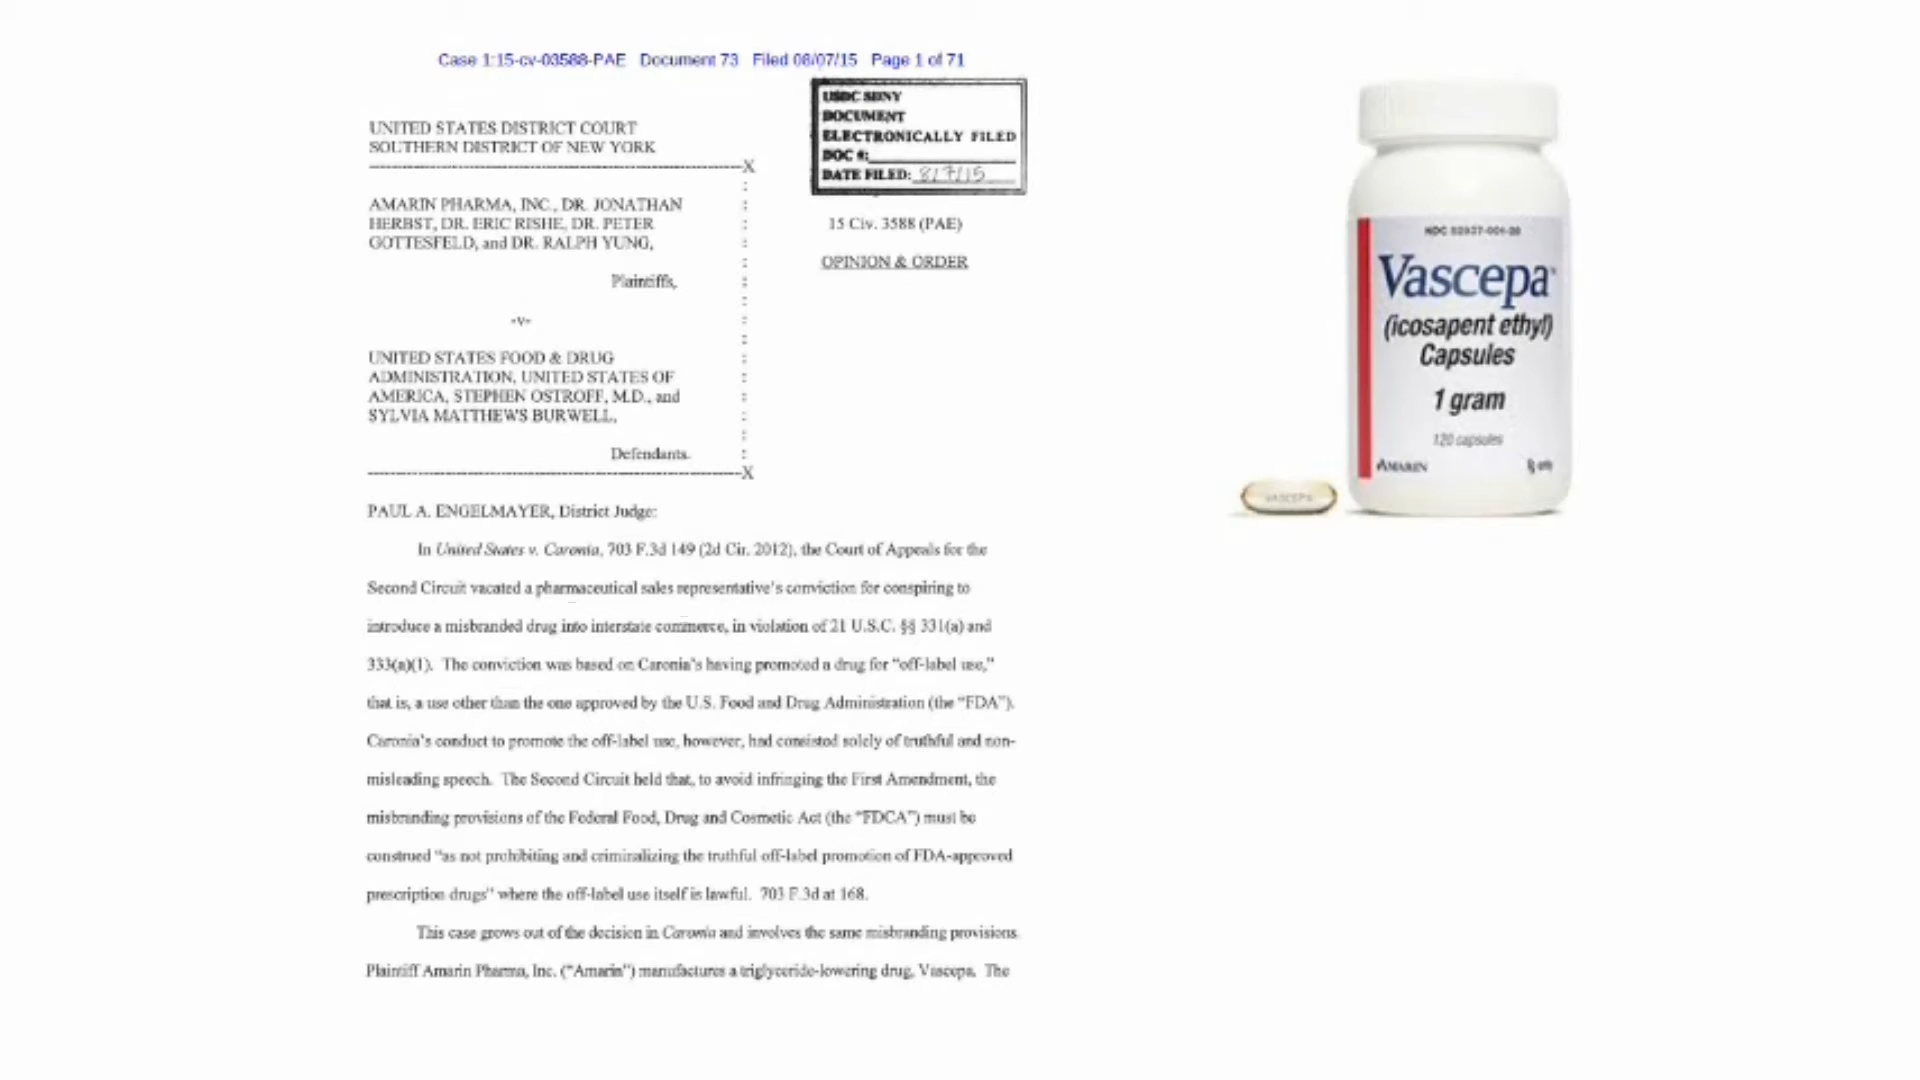 Case 1:15-cv-03588-PAE Document 73 Filed 08/07/15 Page 1 of 71
USDC SDNY
DOCUMENT
ELECTRONICALLY FILED
DOC #:
DATE FILED: 8/7/15
UNITED STATES DISTRICT COURT
SOUTHERN DISTRICT OF NEW YORK
X
AMARIN PHARMA, INC., DR. JONATHAN
HERBST, DR. ERIC RISHE, DR. PETER
GOTTESFELD, and DR. RALPH YUNG,
Plaintiffs,
-v-
UNITED STATES FOOD & DRUG
ADMINISTRATION, UNITED STATES OF
AMERICA, STEPHEN OSTROFF, M.D., and
SYLVIA MATTHEWS BURWELL,
Defendants.
X
15 Civ. 3588 (PAE)
OPINION & ORDER
PAUL A. ENGELMAYER, District Judge:
In United States v. Caronia, 703 F.3d 149 (2d Cir. 2012), the Court of Appeals for the
Second Circuit vacated a pharmaceutical sales representative's conviction for conspiring to
introduce a misbranded drug into interstate commerce, in violation of 21 U.S.C. §§ 331(a) and
333(a)(1). The conviction was based on Caronia's having promoted a drug for "off-label use,"
that is, a use other than the one approved by the U.S. Food and Drug Administration (the "FDA").
Caronia's conduct to promote the off-label use, however, had consisted solely of truthful and non-
misleading speech. The Second Circuit held that, to avoid infringing the First Amendment, the
misbranding provisions of the Federal Food, Drug and Cosmetic Act (the "FDCA") must be
construed "as not prohibiting and criminalizing the truthful off-label promotion of FDA-approved
prescription drugs" where the off-label use itself is lawful. 703 F.3d at 168.
This case grows out of the decision in Caronia and involves the same misbranding provisions.
Plaintiff Amarin Pharma, Inc. ("Amarin") manufactures a triglyceride-lowering drug, Vascepa. The
NDC
Vascepa
(icosapent ethyl)
Capsules
1 gram
120 capsules
AMARIN
Rx only
VASCEPA